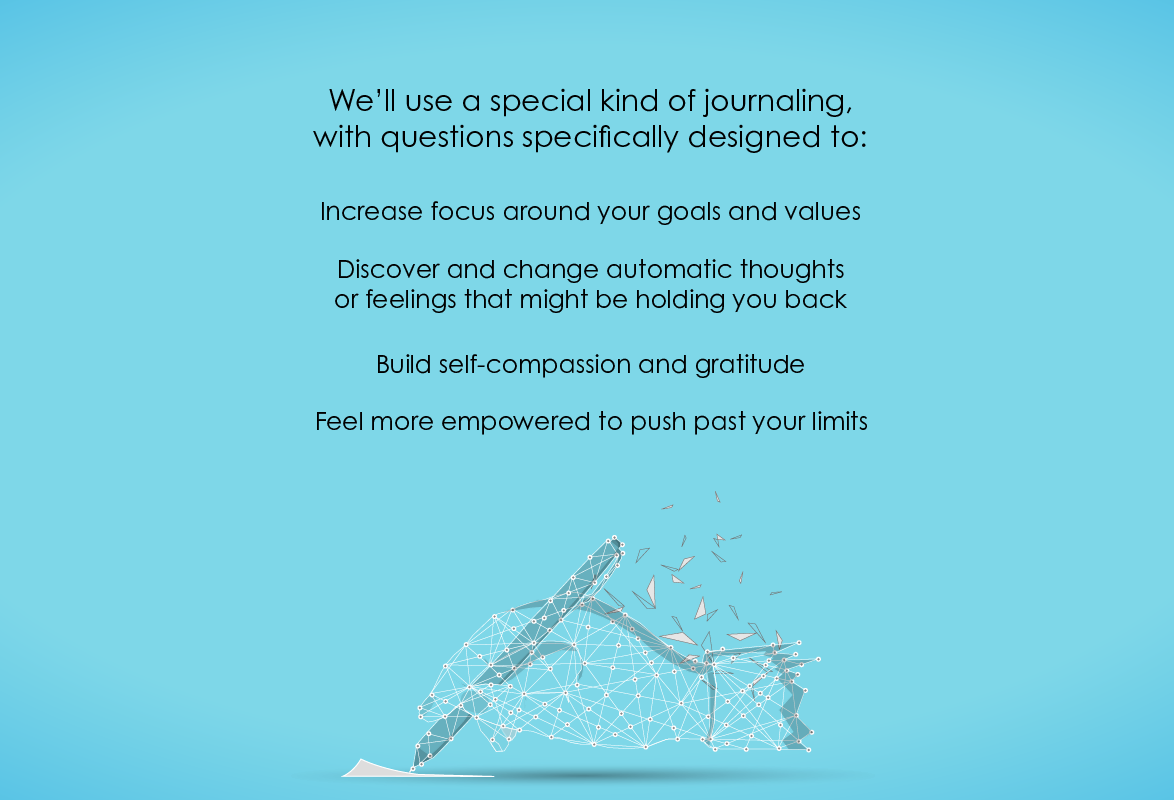 We’ll use a special kind of journaling,
with questions specifically designed to:
Increase focus around your goals and values
Discover and change automatic thoughts
or feelings that might be holding you back
Build self-compassion and gratitude
Feel more empowered to push past your limits